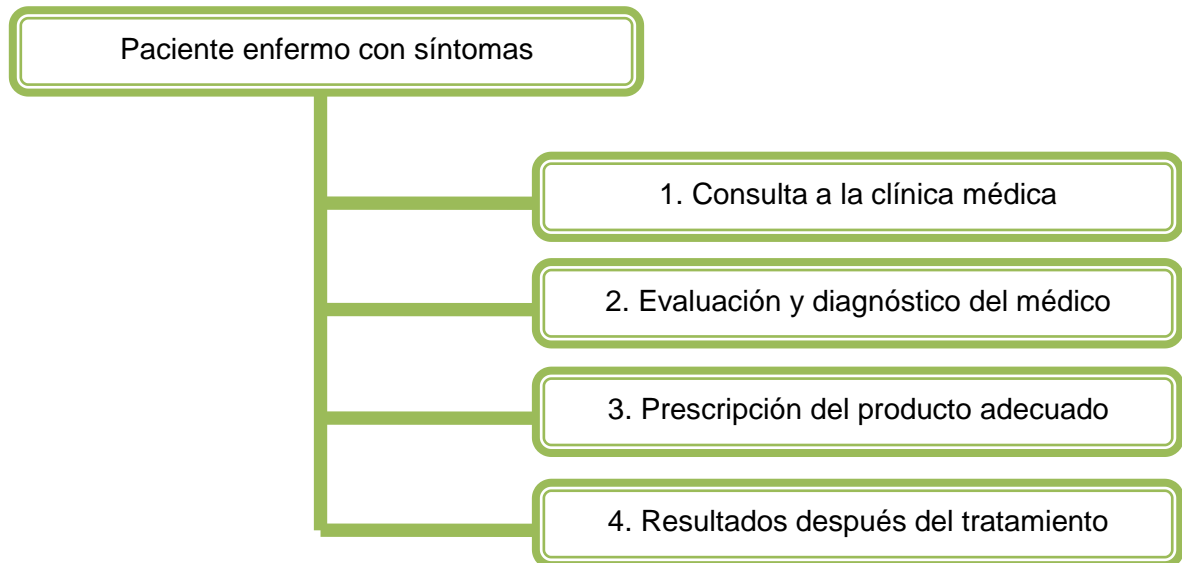 Paciente enfermo con síntomas
1. Consulta a la clínica médica
2. Evaluación y diagnóstico del médico
3. Prescripción del producto adecuado
4. Resultados después del tratamiento